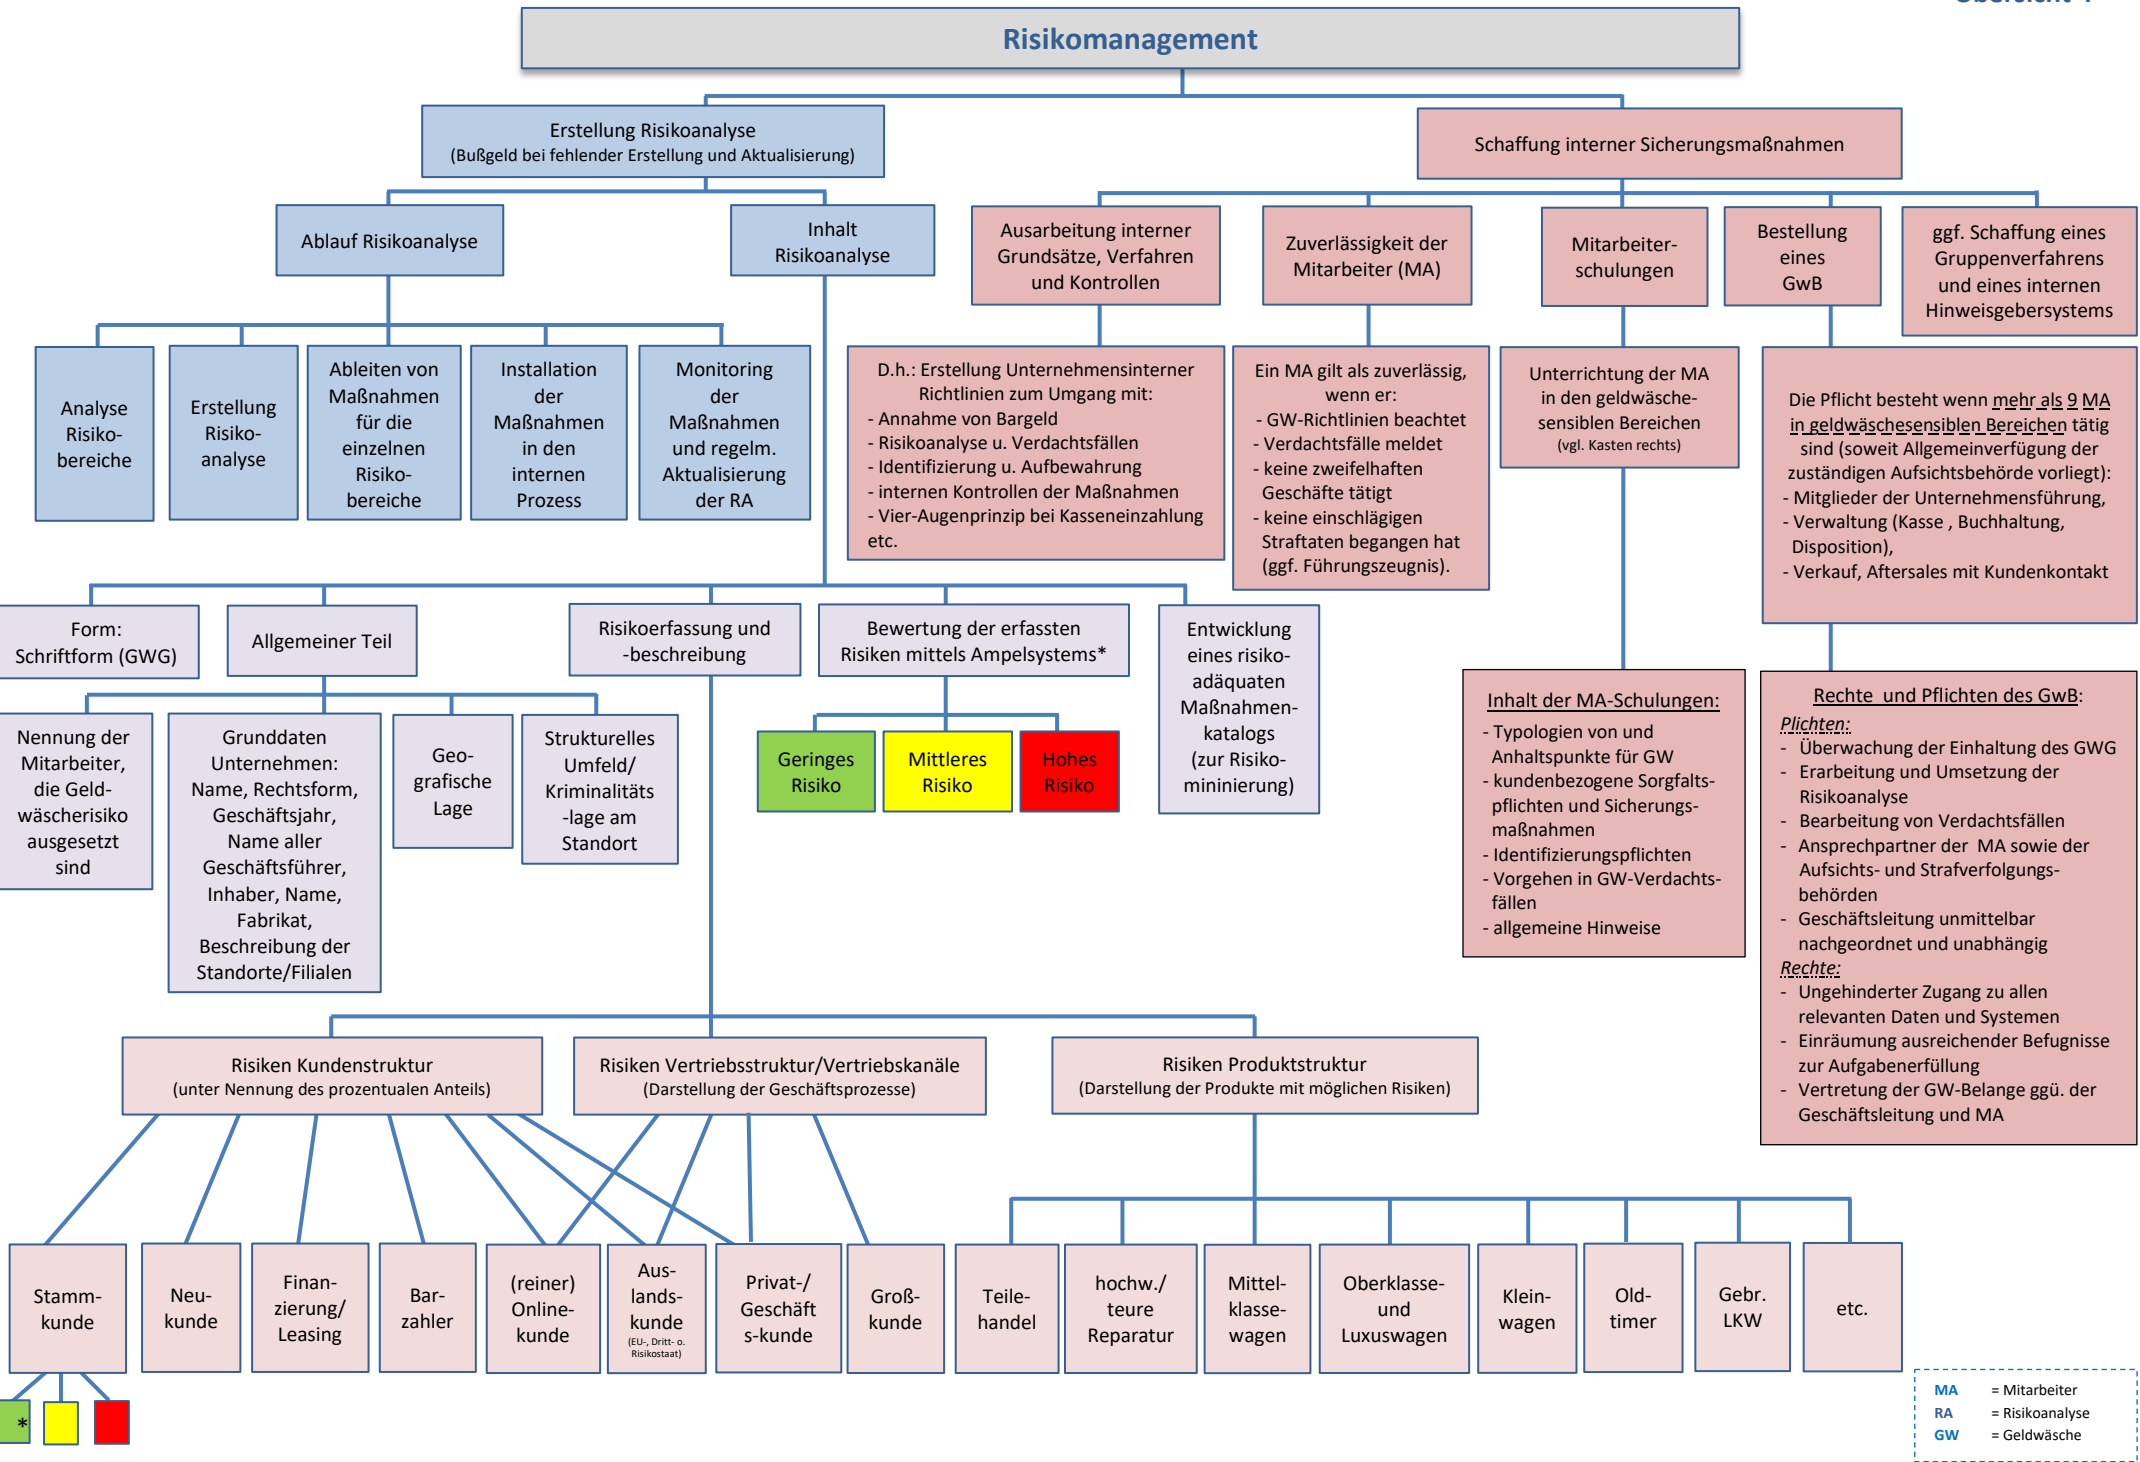 Übersicht 4
Risikomanagement
Erstellung Risikoanalyse
(Bußgeld bei fehlender Erstellung und Aktualisierung)
Schaffung interner Sicherungsmaßnahmen
Ablauf Risikoanalyse
Inhalt
Risikoanalyse
Ausarbeitung interner
Grundsätze, Verfahren
und Kontrollen
Zuverlässigkeit der
Mitarbeiter (MA)
Mitarbeiter-
schulungen
Bestellung
eines
GwB
ggf. Schaffung eines
Gruppenverfahrens
und eines internen
Hinweisgebersystems
Analyse
Risiko-
bereiche
Erstellung
Risiko-
analyse
Ableiten von
Maßnahmen
für die
einzelnen
Risiko-
bereiche
Installation
der
Maßnahmen
in den
internen
Prozess
Monitoring
der
Maßnahmen
und regelm.
Aktualisierung
der RA
D.h.: Erstellung Unternehmensinterner
Richtlinien zum Umgang mit:
- Annahme von Bargeld
- Risikoanalyse u. Verdachtsfällen
- Identifizierung u. Aufbewahrung
- internen Kontrollen der Maßnahmen
- Vier-Augenprinzip bei Kasseneinzahlung
etc.
Ein MA gilt als zuverlässig,
wenn er:
- GW-Richtlinien beachtet
- Verdachtsfälle meldet
- keine zweifelhaften
Geschäfte tätigt
- keine einschlägigen
Straftaten begangen hat
(ggf. Führungszeugnis).
Unterrichtung der MA
in den geldwäsche-
sensiblen Bereichen
(vgl. Kasten rechts)
Die Pflicht besteht wenn mehr als 9 MA
in geldwäschesensiblen Bereichen tätig
sind (soweit Allgemeinverfügung der
zuständigen Aufsichtsbehörde vorliegt):
- Mitglieder der Unternehmensführung,
- Verwaltung (Kasse , Buchhaltung,
Disposition),
- Verkauf, Aftersales mit Kundenkontakt
Form:
Schriftform (GWG)
Allgemeiner Teil
Risikoerfassung und
-beschreibung
Bewertung der erfassten
Risiken mittels Ampelsystems*
Entwicklung
eines risiko-
adäquaten
Maßnahmen-
katalogs
(zur Risiko-
mininierung)
Nennung der
Mitarbeiter,
die Geld-
wäscherisiko
ausgesetzt
sind
Grunddaten
Unternehmen:
Name, Rechtsform,
Geschäftsjahr,
Name aller
Geschäftsführer,
Inhaber, Name,
Fabrikat,
Beschreibung der
Standorte/Filialen
Geo-
grafische
Lage
Strukturelles
Umfeld/
Kriminalitäts
-lage am
Standort
Geringes
Risiko
Mittleres
Risiko
Hohes
Risiko
Inhalt der MA-Schulungen:
- Typologien von und
Anhaltspunkte für GW
- kundenbezogene Sorgfalts-
pflichten und Sicherungs-
maßnahmen
- Identifizierungspflichten
- Vorgehen in GW-Verdachts-
fällen
- allgemeine Hinweise
Rechte und Pflichten des GwB:
Plichten:
- Überwachung der Einhaltung des GWG
- Erarbeitung und Umsetzung der
Risikoanalyse
- Bearbeitung von Verdachtsfällen
- Ansprechpartner der MA sowie der
Aufsichts- und Strafverfolgungs-
behörden
- Geschäftsleitung unmittelbar
nachgeordnet und unabhängig
Rechte:
- Ungehinderter Zugang zu allen
relevanten Daten und Systemen
- Einräumung ausreichender Befugnisse
zur Aufgabenerfüllung
- Vertretung der GW-Belange ggü. der
Geschäftsleitung und MA
Risiken Kundenstruktur
(unter Nennung des prozentualen Anteils)
Risiken Vertriebsstruktur/Vertriebskanäle
(Darstellung der Geschäftsprozesse)
Risiken Produktstruktur
(Darstellung der Produkte mit möglichen Risiken)
Stamm-
kunde
Neu-
kunde
Finan-
zierung/
Leasing
Bar-
zahler
(reiner)
Online-
kunde
Aus-
lands-
kunde
(EU-, Dritt- o.
Risikostaat)
Privat-/
Geschäft
s-kunde
Groß-
kunde
Teile-
handel
hochw./
teure
Reparatur
Mittel-
klasse-
wagen
Oberklasse-
und
Luxuswagen
Klein-
wagen
Old-
timer
Gebr.
LKW
etc.
*
MA = Mitarbeiter
RA = Risikoanalyse
GW = Geldwäsche